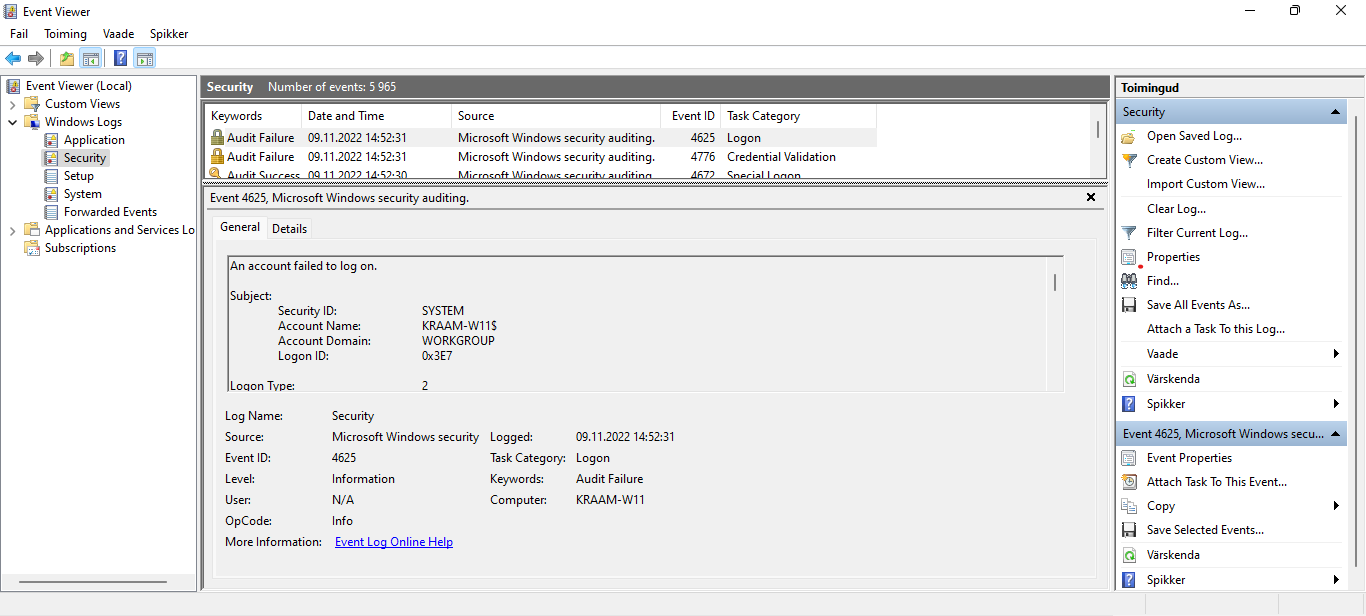 Event Viewer
Fail Toiming Vaade Spikker
Event Viewer (Local)
Custom Views
Windows Logs
Application
Security
Setup
System
Forwarded Events
Applications and Services Lo
Subscriptions
Security Number of events: 5 965
Keywords Date and Time Source Event ID Task Category
Audit Failure 09.11.2022 14:52:31 Microsoft Windows security auditing. 4625 Logon
Audit Failure 09.11.2022 14:52:31 Microsoft Windows security auditing. 4776 Credential Validation
Audit Success 09.11.2022 14:52:30 Microsoft Windows security auditing. 4672 Special Logon
Event 4625, Microsoft Windows security auditing.
General Details
An account failed to log on.
Subject:
Security ID: SYSTEM
Account Name: KRAAM-W11$
Account Domain: WORKGROUP
Logon ID: 0x3E7
Logon Type: 2
Log Name: Security
Source: Microsoft Windows security Logged: 09.11.2022 14:52:31
Event ID: 4625 Task Category: Logon
Level: Information Keywords: Audit Failure
User: N/A Computer: KRAAM-W11
OpCode: Info
More Information: Event Log Online Help
Toimingud
Security
Open Saved Log...
Create Custom View...
Import Custom View...
Clear Log...
Filter Current Log...
Properties
Find...
Save All Events As...
Attach a Task To this Log...
Vaade
Värskenda
Spikker
Event 4625, Microsoft Windows secu...
Event Properties
Attach Task To This Event...
Copy
Save Selected Events...
Värskenda
Spikker